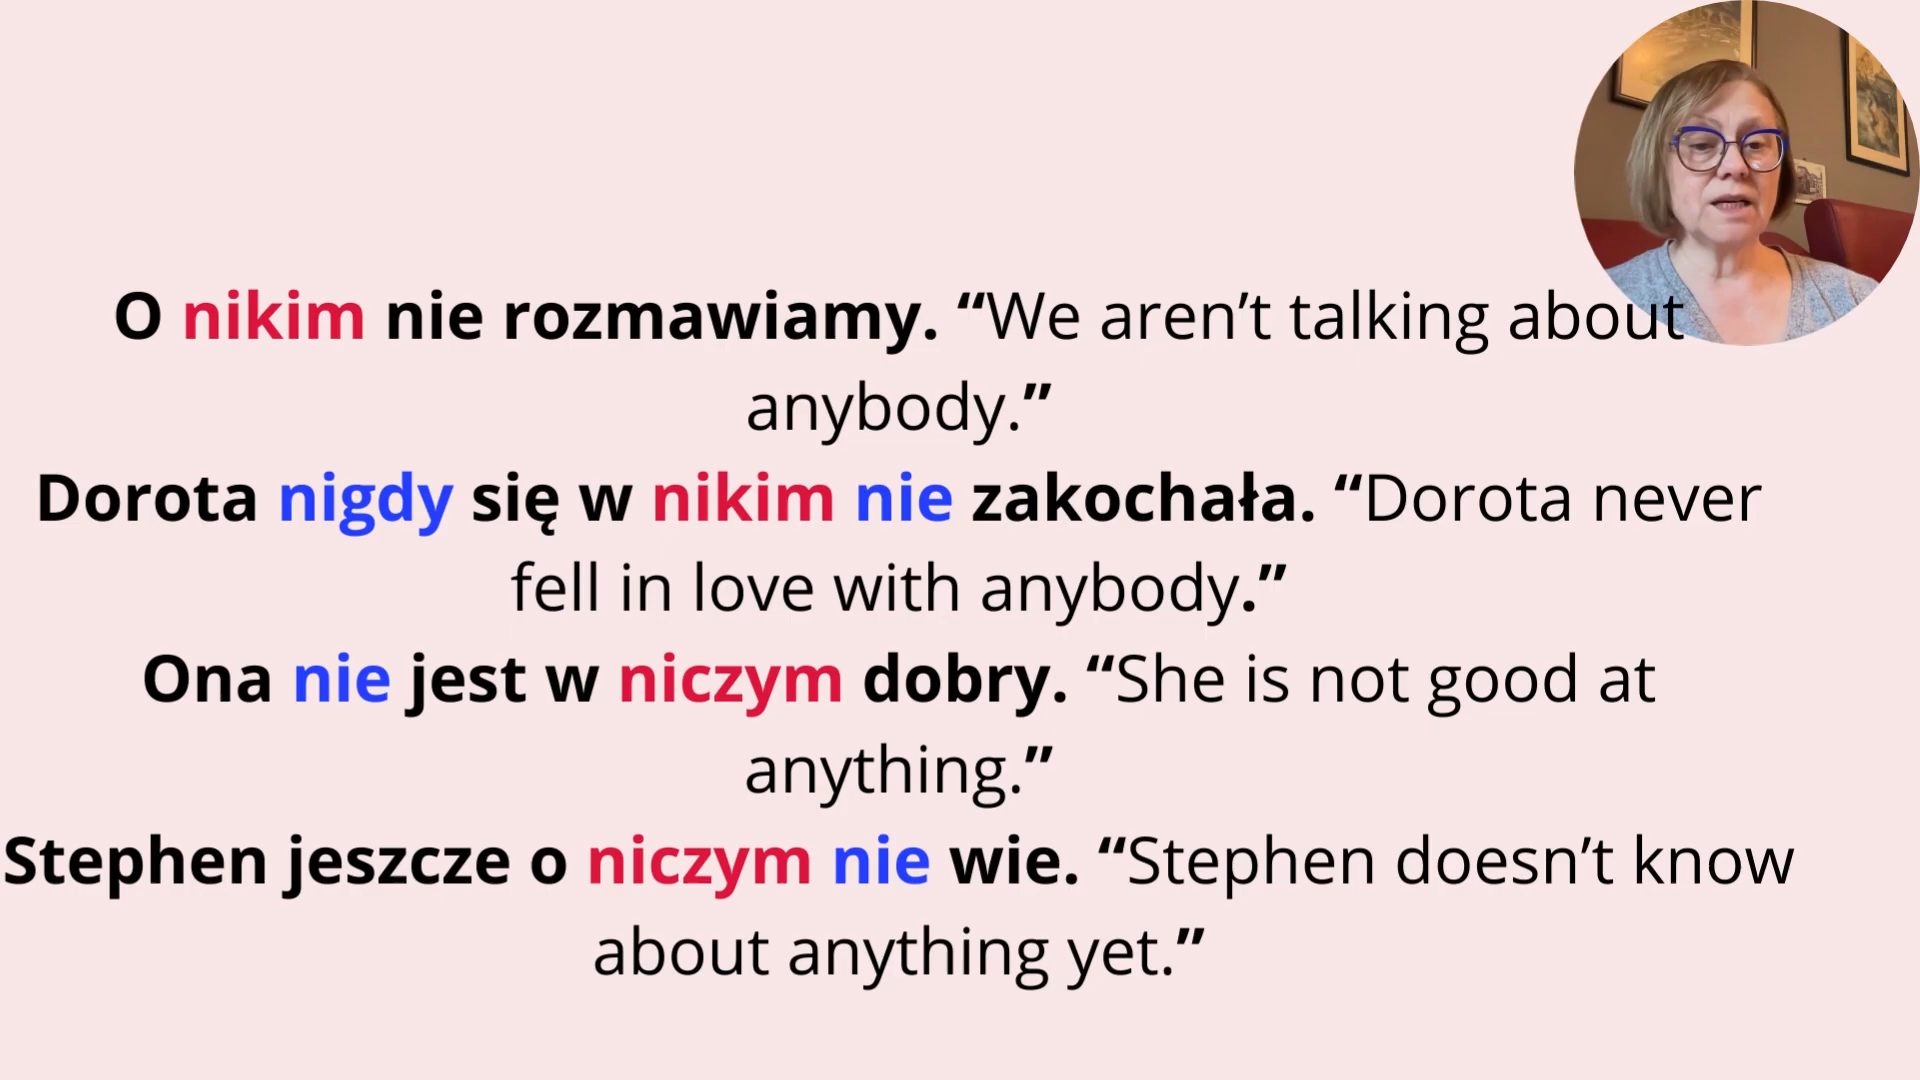 O nikim nie rozmawiamy. “We aren’t talking about
anybody.”
Dorota nigdy się w nikim nie zakochała. “Dorota never
fell in love with anybody.”
Ona nie jest w niczym dobry. “She is not good at
anything.”
Stephen jeszcze o niczym nie wie. “Stephen doesn’t know
about anything yet.”